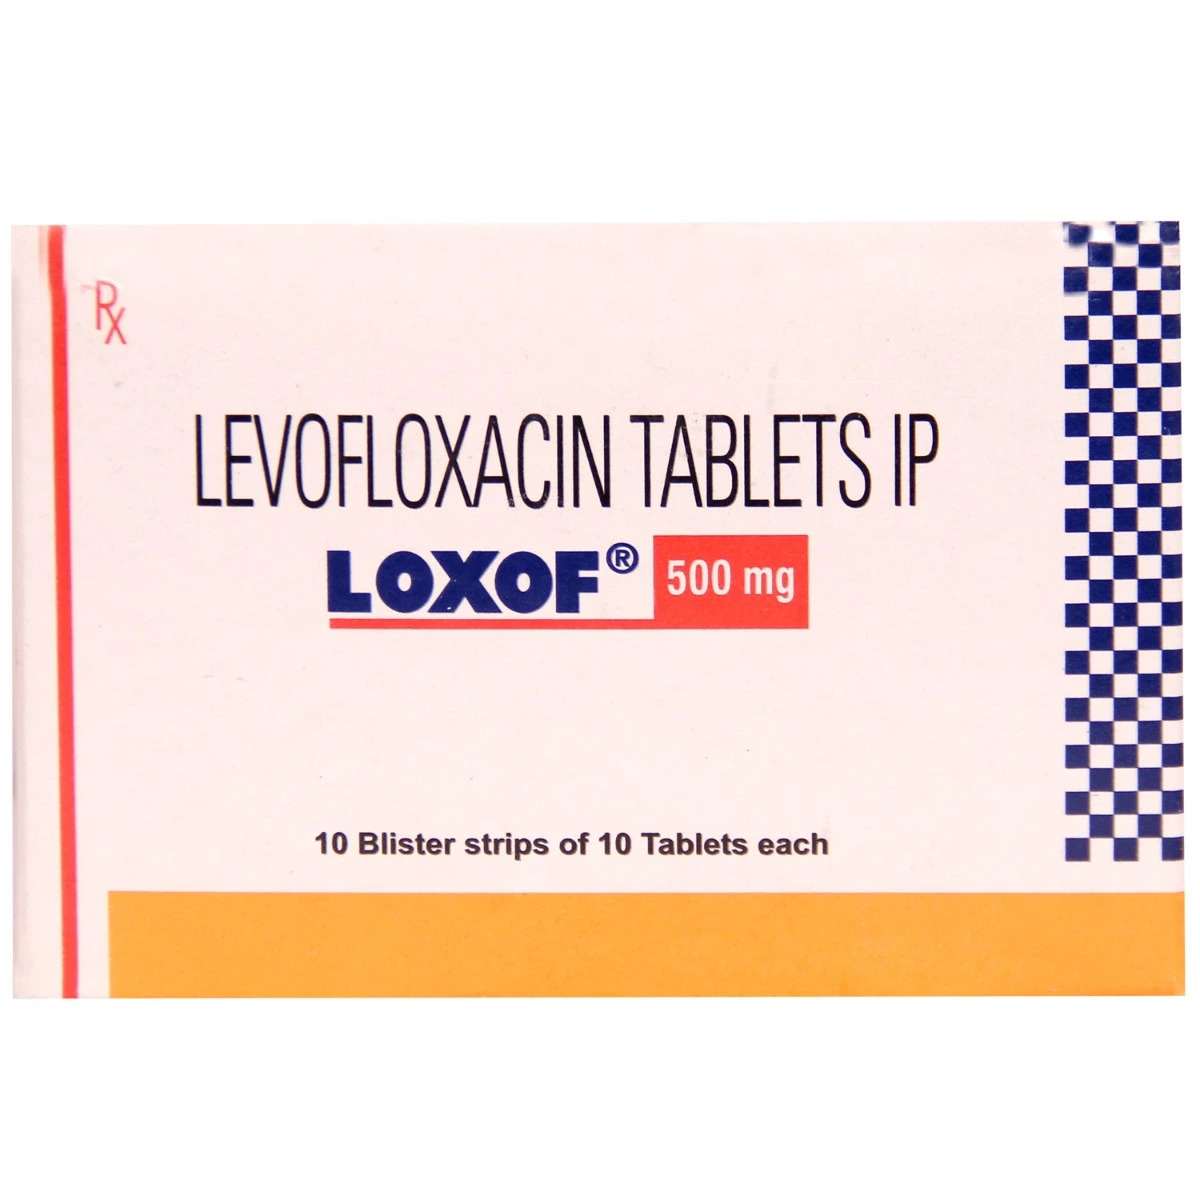 Rx
LEVOFLOXACIN TABLETS IP
LOXOF® 500 mg
10 Blister strips of 10 Tablets each